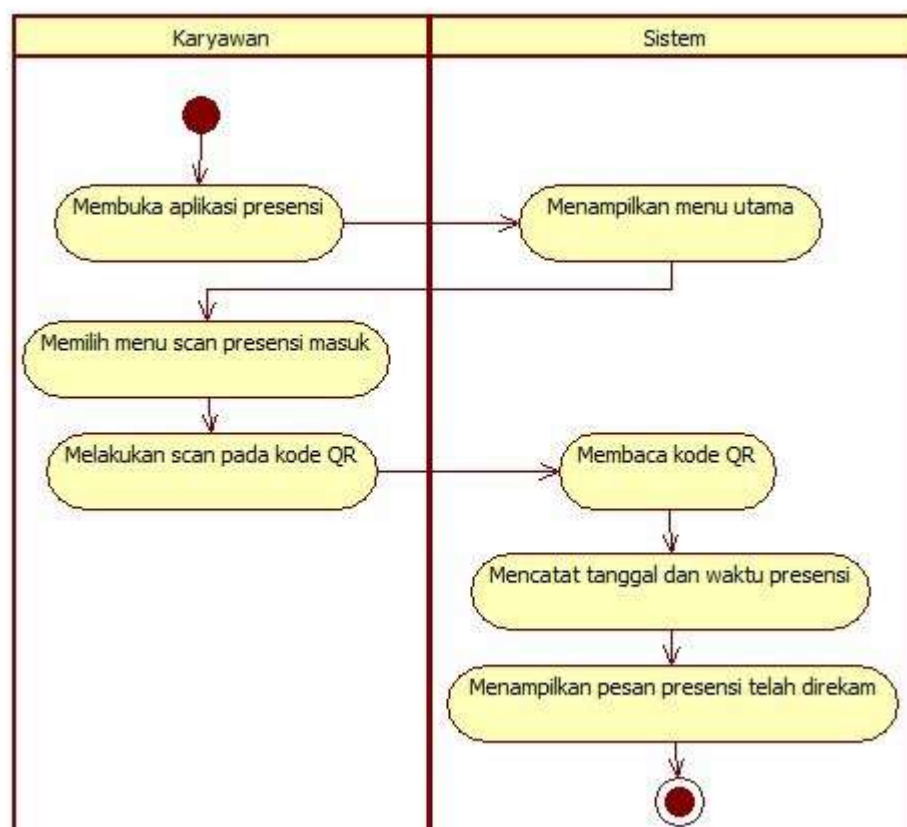 Karyawan
Sistem
Membuka aplikasi presensi
Menampilkan menu utama
Memilih menu scan presensi masuk
Melakukan scan pada kode QR
Membaca kode QR
Mencatat tanggal dan waktu presensi
Menampilkan pesan presensi telah direkam